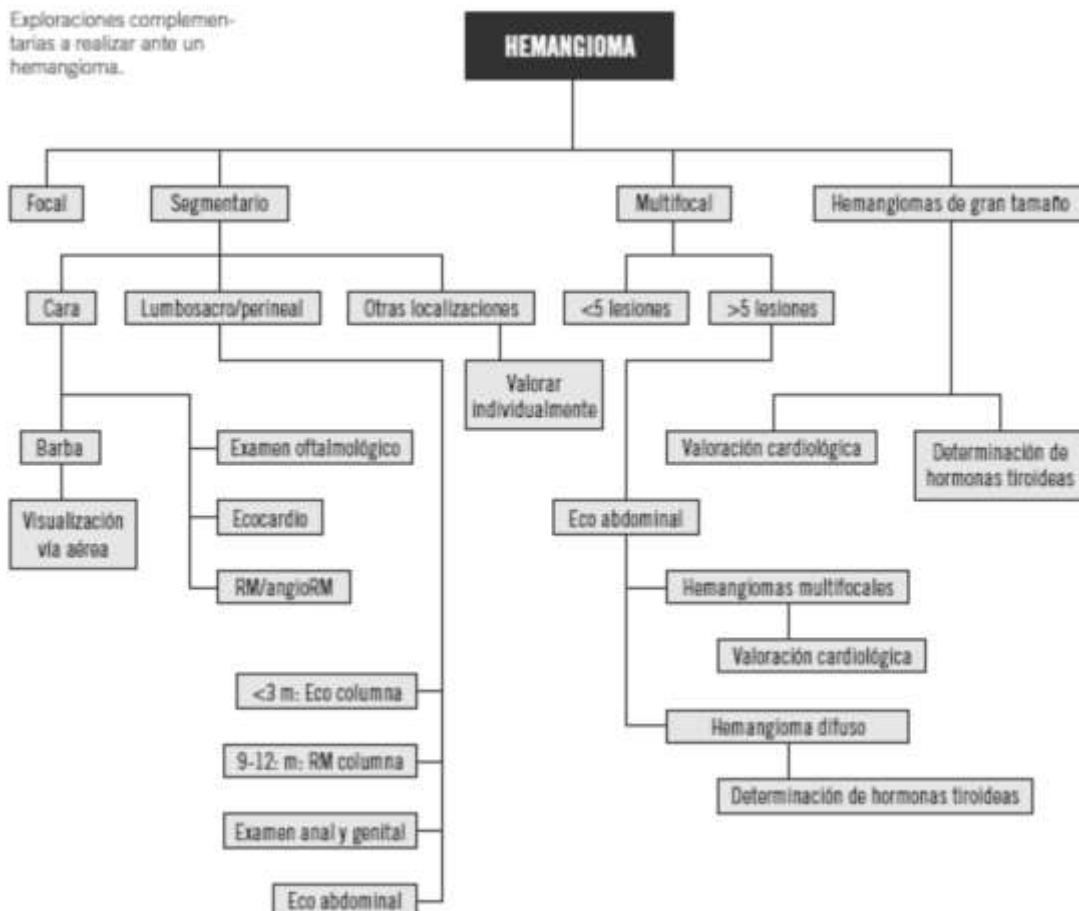 Exploraciones complemen-
tarias a realizar ante un
hemangioma.
HEMANGIOMA
Focal
Segmentario
Multifocal
Hemangiomas de gran tamaño
Cara
Lumbosacro/perineal
Otras localizaciones
<5 lesiones
>5 lesiones
Valorar
individualmente
Barba
Examen oftalmológico
Valoración cardiológica
Determinación de
hormonas tiroideas
Visualización
vía aérea
Ecocardio
Eco abdominal
RM/angioRM
Hemangiomas multifocales
Valoración cardiológica
<3 m: Eco columna
Hemangioma difuso
9-12: m: RM columna
Determinación de hormonas tiroideas
Examen anal y genital
Eco abdominal